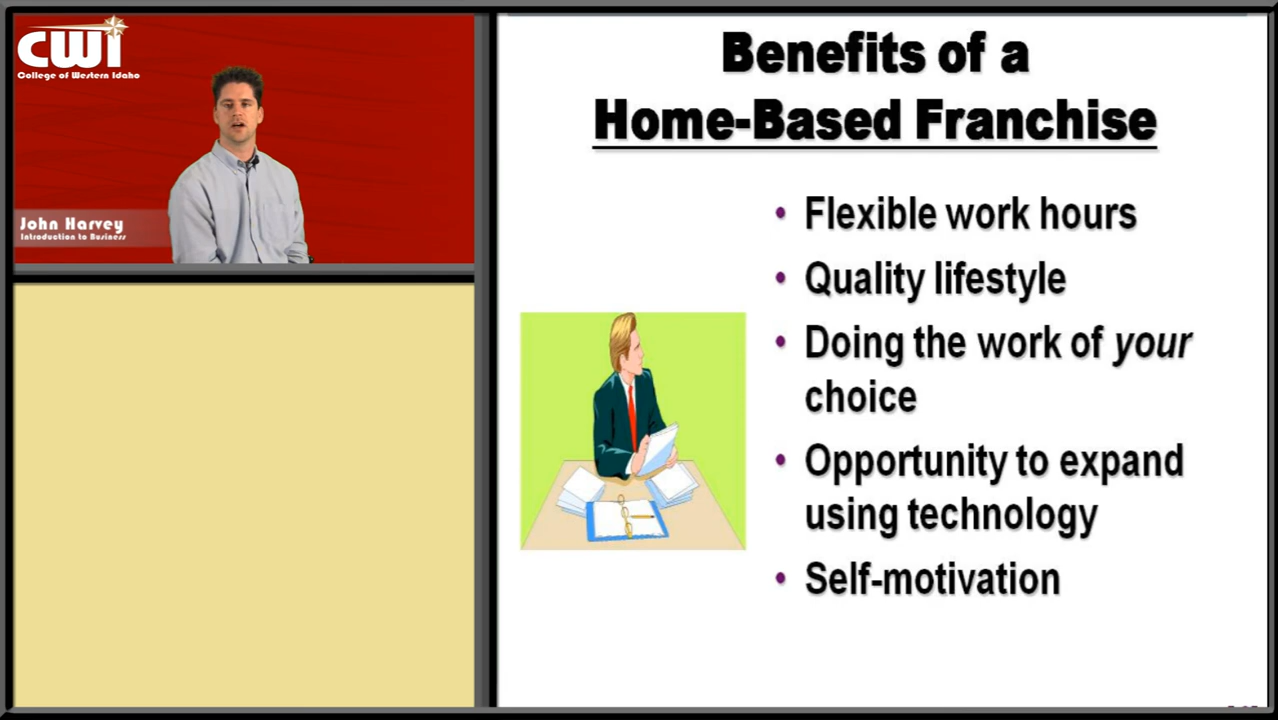 cwi
College of Western Idaho
John Harvey
Introduction to Business
Benefits of a
Home-Based Franchise
• Flexible work hours
• Quality lifestyle
• Doing the work of your
choice
• Opportunity to expand
using technology
• Self-motivation